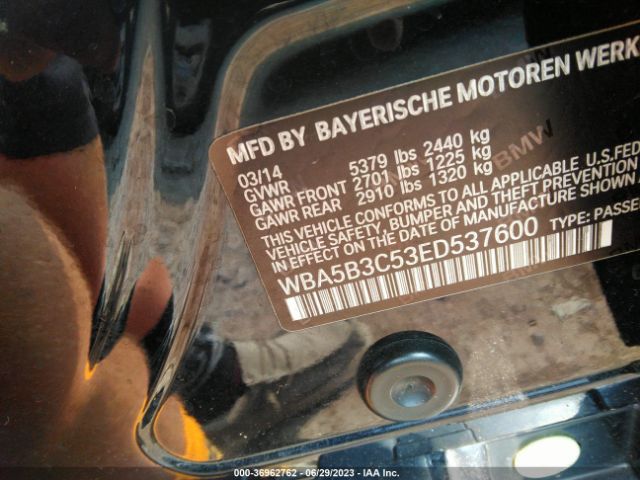 MFD BY BAYERISCHE MOTOREN WERK
03/14
GVWR 5379 lbs 2440 kg
GAWR FRONT 2701 lbs 1225 kg
GAWR REAR 2910 lbs 1320 kg
BMW
THIS VEHICLE CONFORMS TO ALL APPLICABLE U.S.FED
VEHICLE SAFETY, BUMPER AND THEFT PREVENTION
IN EFFECT ON THE DATE OF MANUFACTURE SHOWN
WBA5B3C53ED537600 TYPE: PASSE
000-36962762 - 06/29/2023 - IAA Inc.